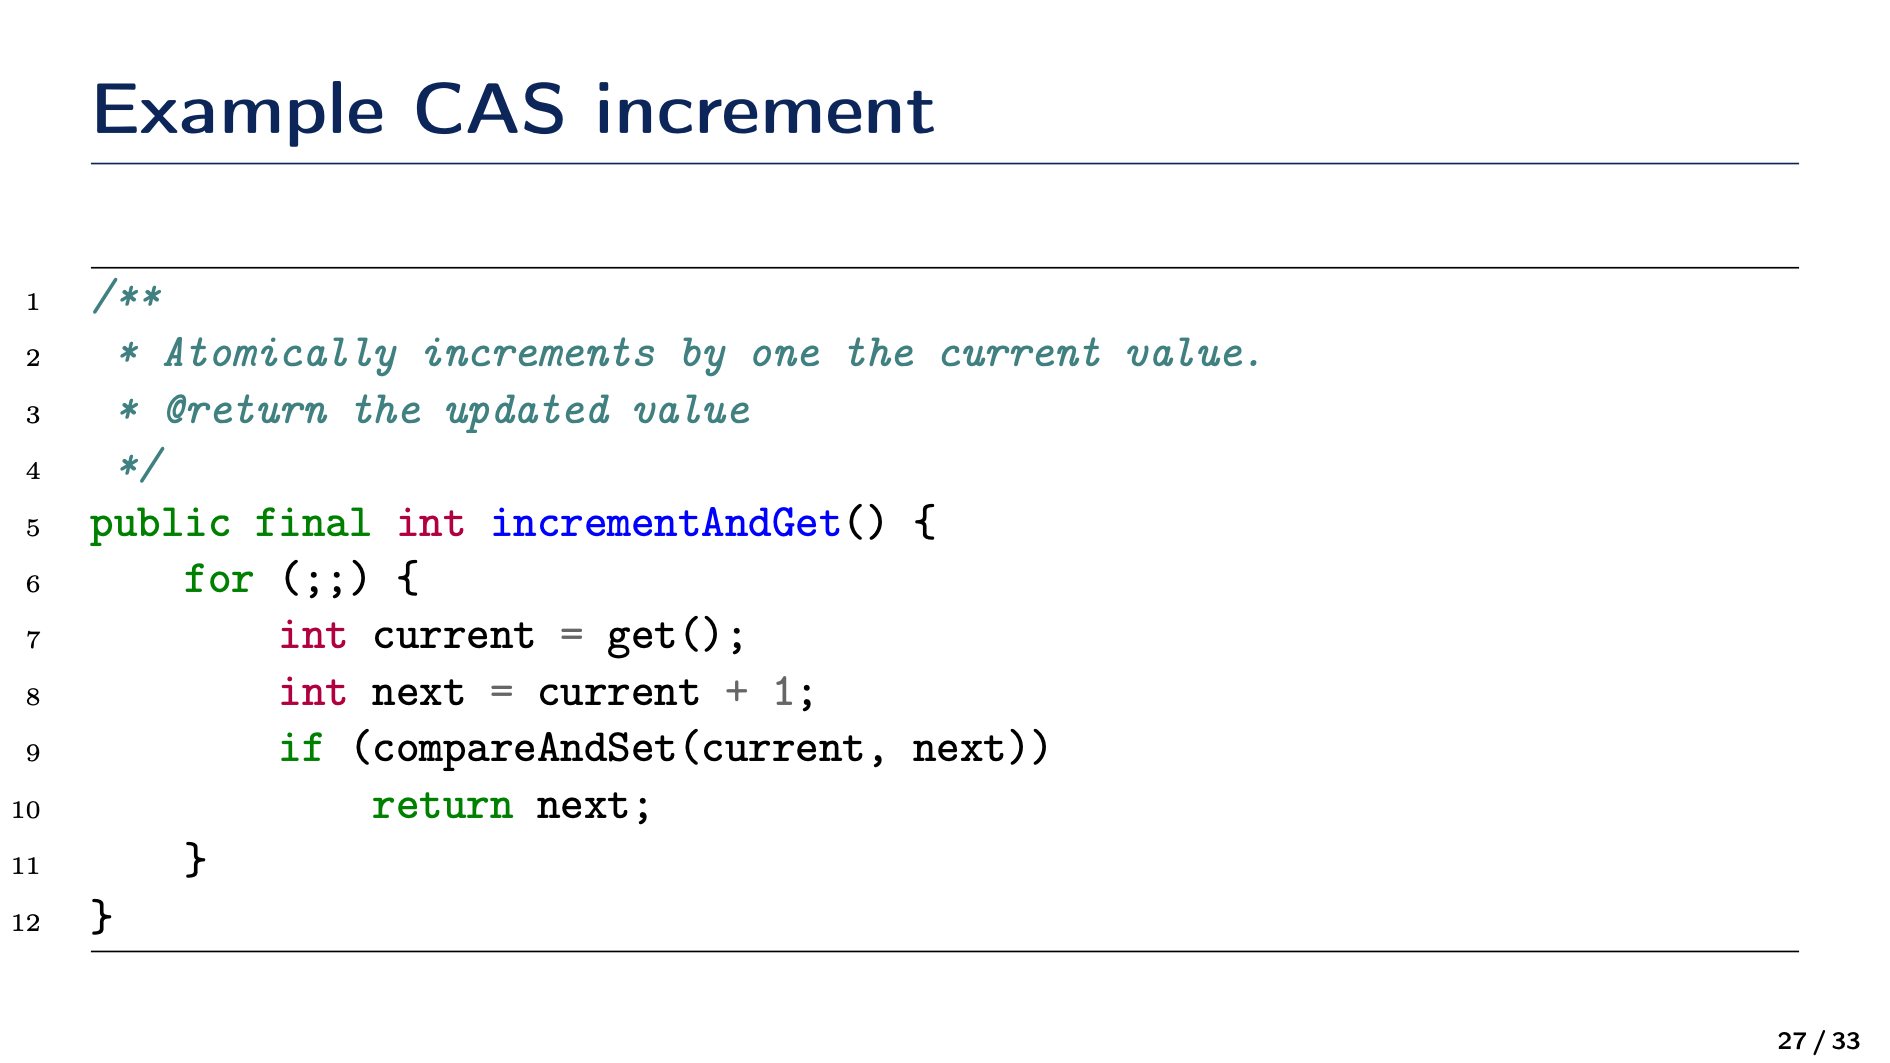 Example CAS increment
1 /**
2  * Atomically increments by one the current value.
3  * @return the updated value
4  */
5 public final int incrementAndGet() {
6     for (;;) {
7         int current = get();
8         int next = current + 1;
9         if (compareAndSet(current, next))
10             return next;
11     }
12 }
27 / 33